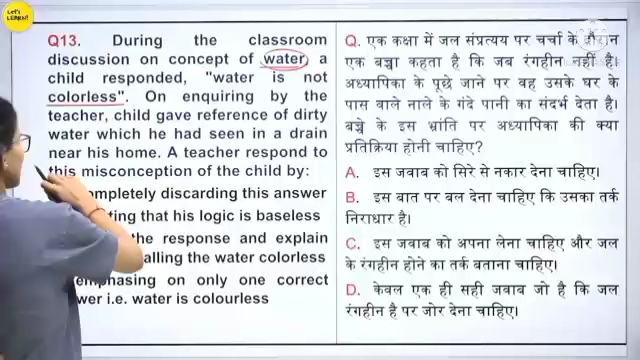 LET'S LEARN!
Q13. During the classroom
discussion on concept of water, a
child responded, "water is not
colorless". On enquiring by the
teacher, child gave reference of dirty
water which he had seen in a drain
near his home. A teacher respond to
this misconception of the child by:
ompletely discarding this answer
ting that his logic is baseless
the response and explain
alling the water colorless
emphasing on only one correct
wer i.e. water is colourless
Q. एक कक्षा में जल संप्रत्यय पर चर्चा के दौरान
एक बच्चा कहता है कि जब रंगहीन नहीं है।
अध्यापिका के पूछे जाने पर वह उसके घर के
पास वाले नाले के गंदे पानी का संदर्भ देता है।
बच्चे के इस भ्रांति पर अध्यापिका की क्या
प्रतिक्रिया होनी चाहिए?
A. इस जवाब को सिरे से नकार देना चाहिए।
B. इस बात पर बल देना चाहिए कि उसका तर्क
निराधार है।
C. इस जवाब को अपना लेना चाहिए और जल
के रंगहीन होने का तर्क बताना चाहिए।
D. केवल एक ही सही जवाब जो है कि जल
रंगहीन है पर जोर देना चाहिए।